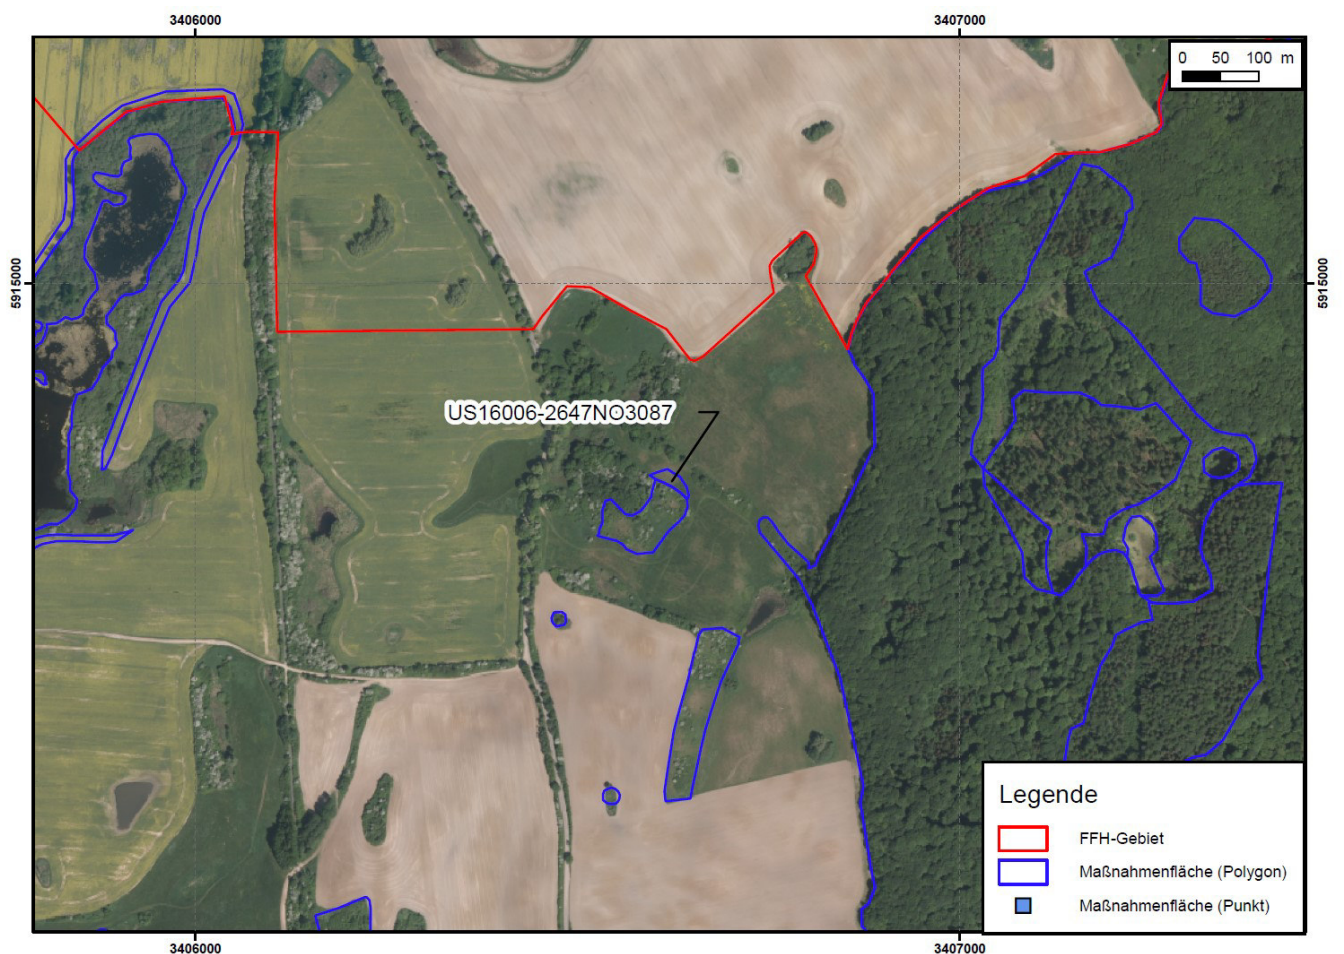 3406000 3407000
0 50 100 m
5915000 5915000
US16006-2647NO3087
Legende
FFH-Gebiet
Maßnahmenfläche (Polygon)
Maßnahmenfläche (Punkt)
3406000 3407000